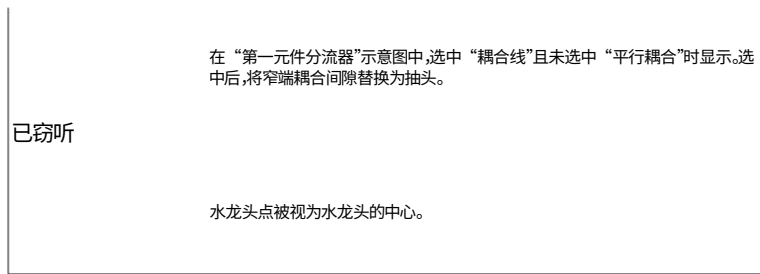 在“第一元件分流器”示意图中,选中“耦合线”且未选中“平行耦合”时显示。选
中后,将窄端耦合间隙替换为抽头。
已窃听
水龙头点被视为水龙头的中心。